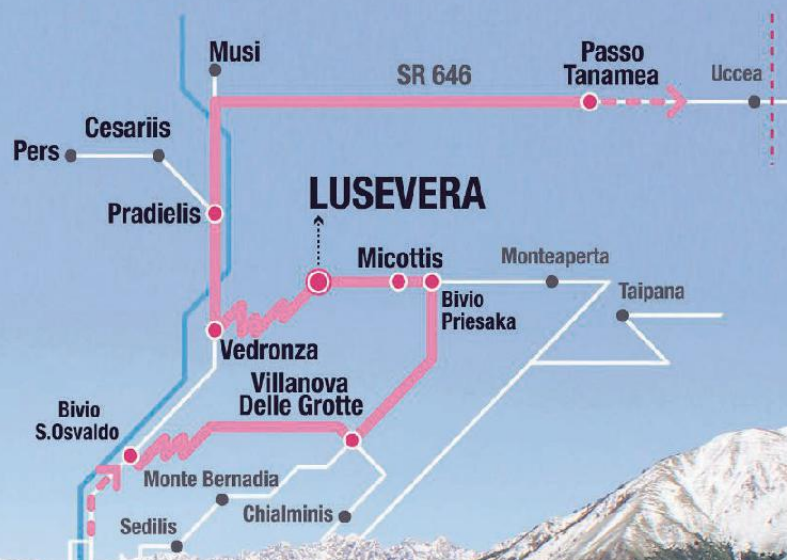 Musi
SR 646
Passo
Tanamea
Uccea
Cesariis
Pers
Pradielis
LUSEVERA
Micottis
Monteaperta
Bivio
Priesaka
Taipana
Vedronza
Villanova
Delle Grotte
Bivio
S.Osvaldo
Monte Bernadia
Chialminis
Sedilis